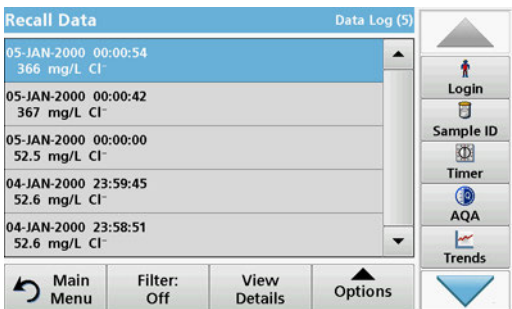 Recall Data Data Log (5)
05-JAN-2000 00:00:54
366 mg/L Cl⁻
05-JAN-2000 00:00:42
367 mg/L Cl⁻
05-JAN-2000 00:00:00
52.5 mg/L Cl⁻
04-JAN-2000 23:59:45
52.6 mg/L Cl⁻
04-JAN-2000 23:58:51
52.6 mg/L Cl⁻
Main
Menu
Filter:
Off
View
Details
Options
Login
Sample ID
Timer
AQA
Trends